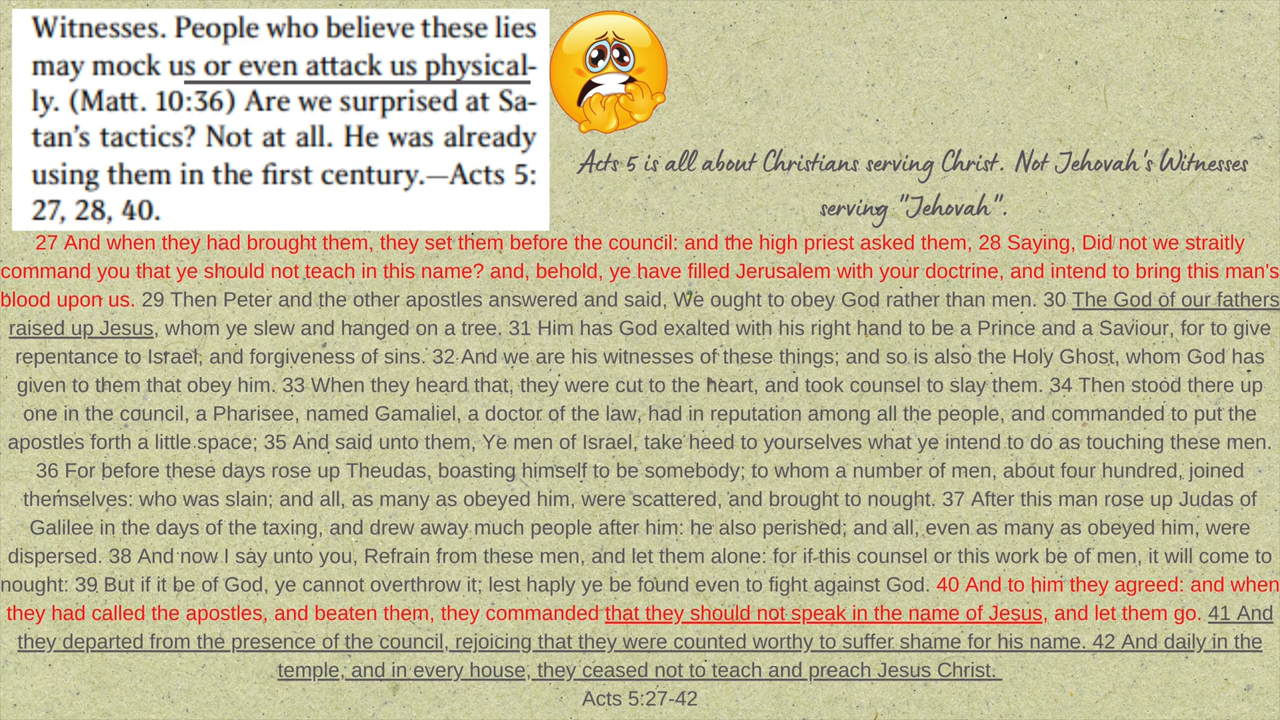 Witnesses. People who believe these lies
may mock us or even attack us physical-
ly. (Matt. 10:36) Are we surprised at Sa-
tan's tactics? Not at all. He was already
using them in the first century.—Acts 5:
27, 28, 40.
Acts 5 is all about Christians serving Christ. Not Jehovah's Witnesses
serving "Jehovah".
27 And when they had brought them, they set them before the council: and the high priest asked them, 28 Saying, Did not we straitly
command you that ye should not teach in this name? and, behold, ye have filled Jerusalem with your doctrine, and intend to bring this man's
blood upon us. 29 Then Peter and the other apostles answered and said, We ought to obey God rather than men. 30 The God of our fathers
raised up Jesus, whom ye slew and hanged on a tree. 31 Him has God exalted with his right hand to be a Prince and a Saviour, for to give
repentance to Israel, and forgiveness of sins. 32 And we are his witnesses of these things; and so is also the Holy Ghost, whom God has
given to them that obey him. 33 When they heard that, they were cut to the heart, and took counsel to slay them. 34 Then stood there up
one in the council, a Pharisee, named Gamaliel, a doctor of the law, had in reputation among all the people, and commanded to put the
apostles forth a little space; 35 And said unto them, Ye men of Israel, take heed to yourselves what ye intend to do as touching these men.
36 For before these days rose up Theudas, boasting himself to be somebody; to whom a number of men, about four hundred, joined
themselves: who was slain; and all, as many as obeyed him, were scattered, and brought to nought. 37 After this man rose up Judas of
Galilee in the days of the taxing, and drew away much people after him: he also perished; and all, even as many as obeyed him, were
dispersed. 38 And now I say unto you, Refrain from these men, and let them alone: for if this counsel or this work be of men, it will come to
nought: 39 But if it be of God, ye cannot overthrow it; lest haply ye be found even to fight against God. 40 And to him they agreed: and when
they had called the apostles, and beaten them, they commanded that they should not speak in the name of Jesus, and let them go. 41 And
they departed from the presence of the council, rejoicing that they were counted worthy to suffer shame for his name. 42 And daily in the
temple, and in every house, they ceased not to teach and preach Jesus Christ.
Acts 5:27-42